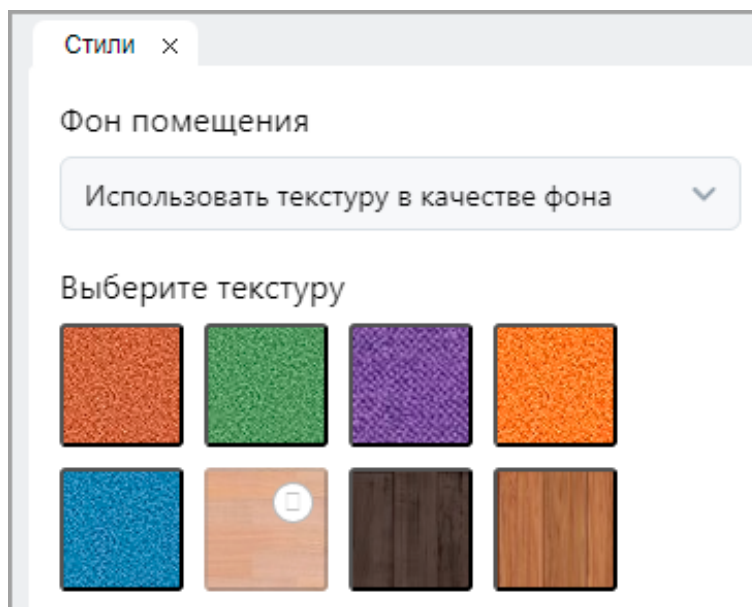 Стили
Фон помещения
Использовать текстуру в качестве фона
Выберите текстуру